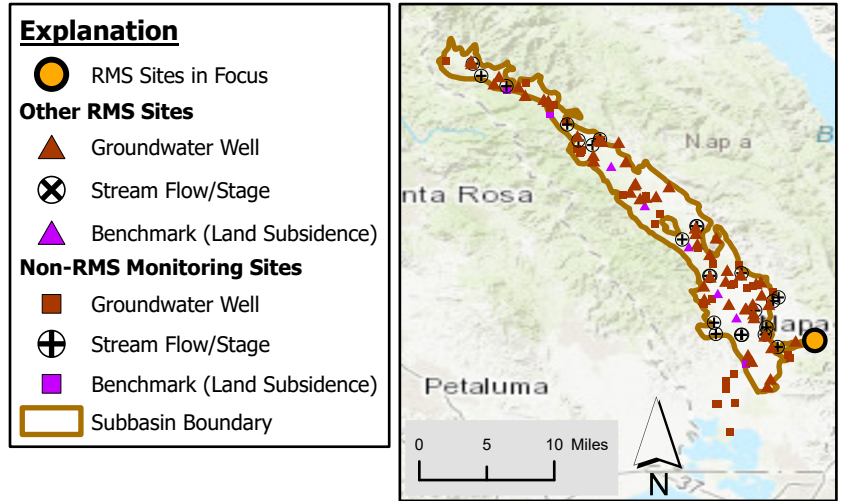 Explanation
RMS Sites in Focus
Other RMS Sites
Groundwater Well
Stream Flow/Stage
Benchmark (Land Subsidence)
Non-RMS Monitoring Sites
Groundwater Well
Stream Flow/Stage
Benchmark (Land Subsidence)
Subbasin Boundary
Napa
B
nta Rosa
Napa
Petaluma
0 5 10 Miles
N
37